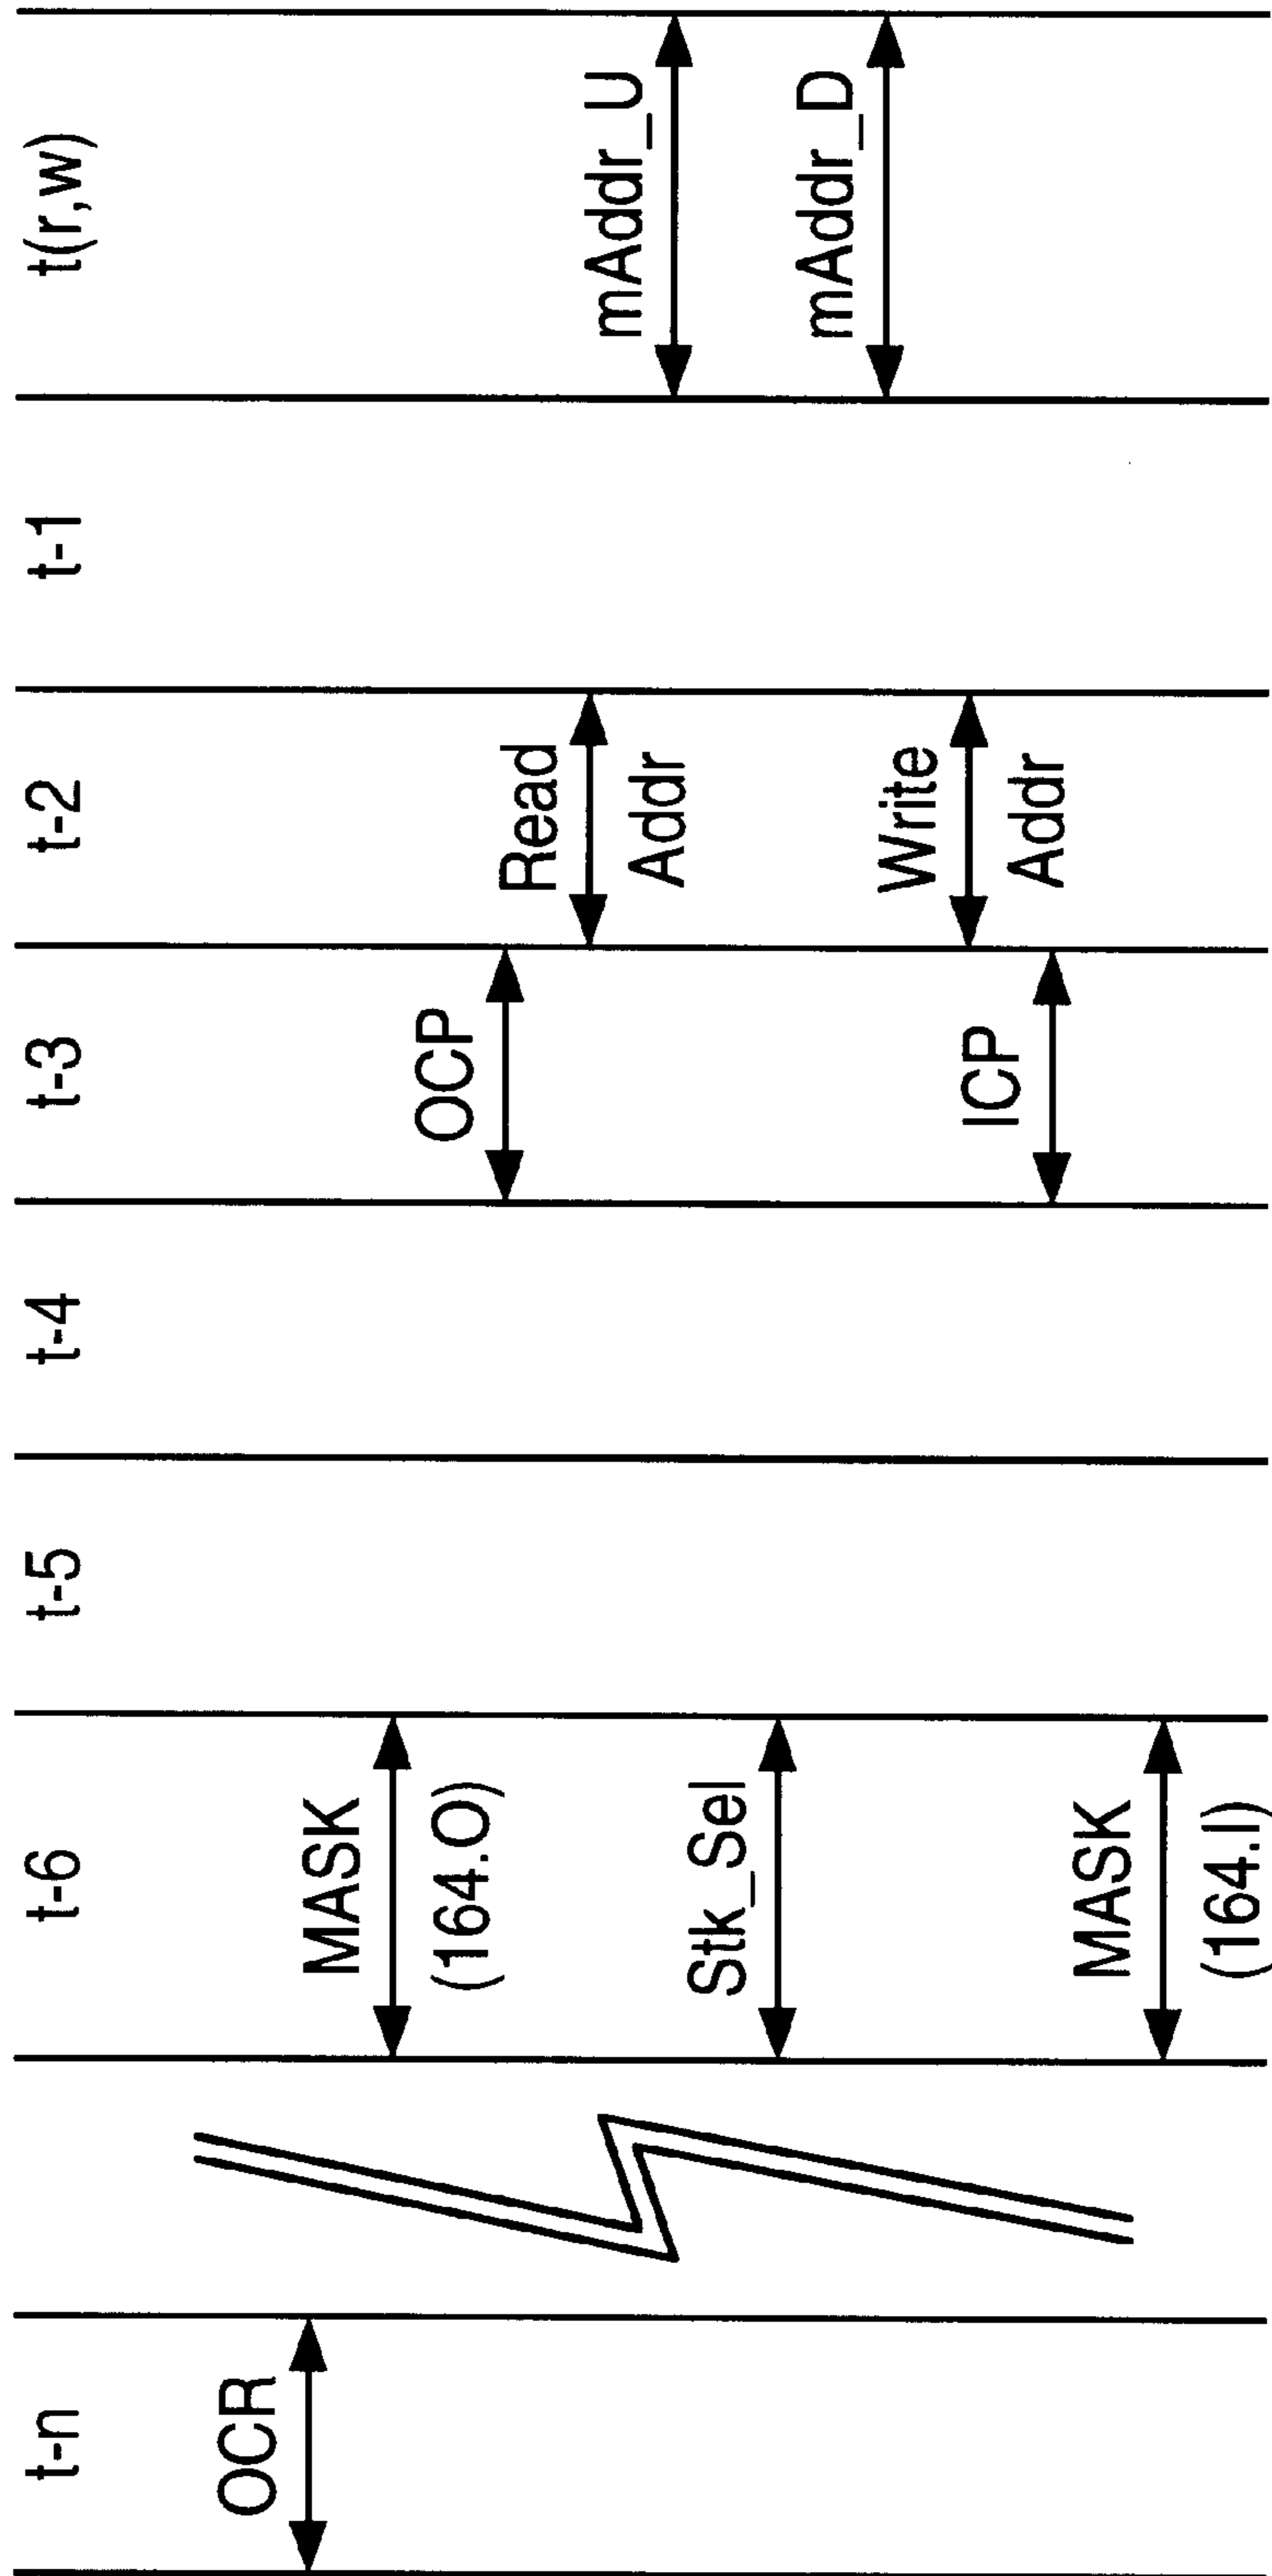 t-n
t-6
t-5
t-4
t-3
t-2
t-1
t(r,w)
OCR
MASK
(164.O)
OCP
Read
Addr
mAddr_U
Stk_Sel
mAddr_D
Write
Addr
ICP
MASK
(164.I)